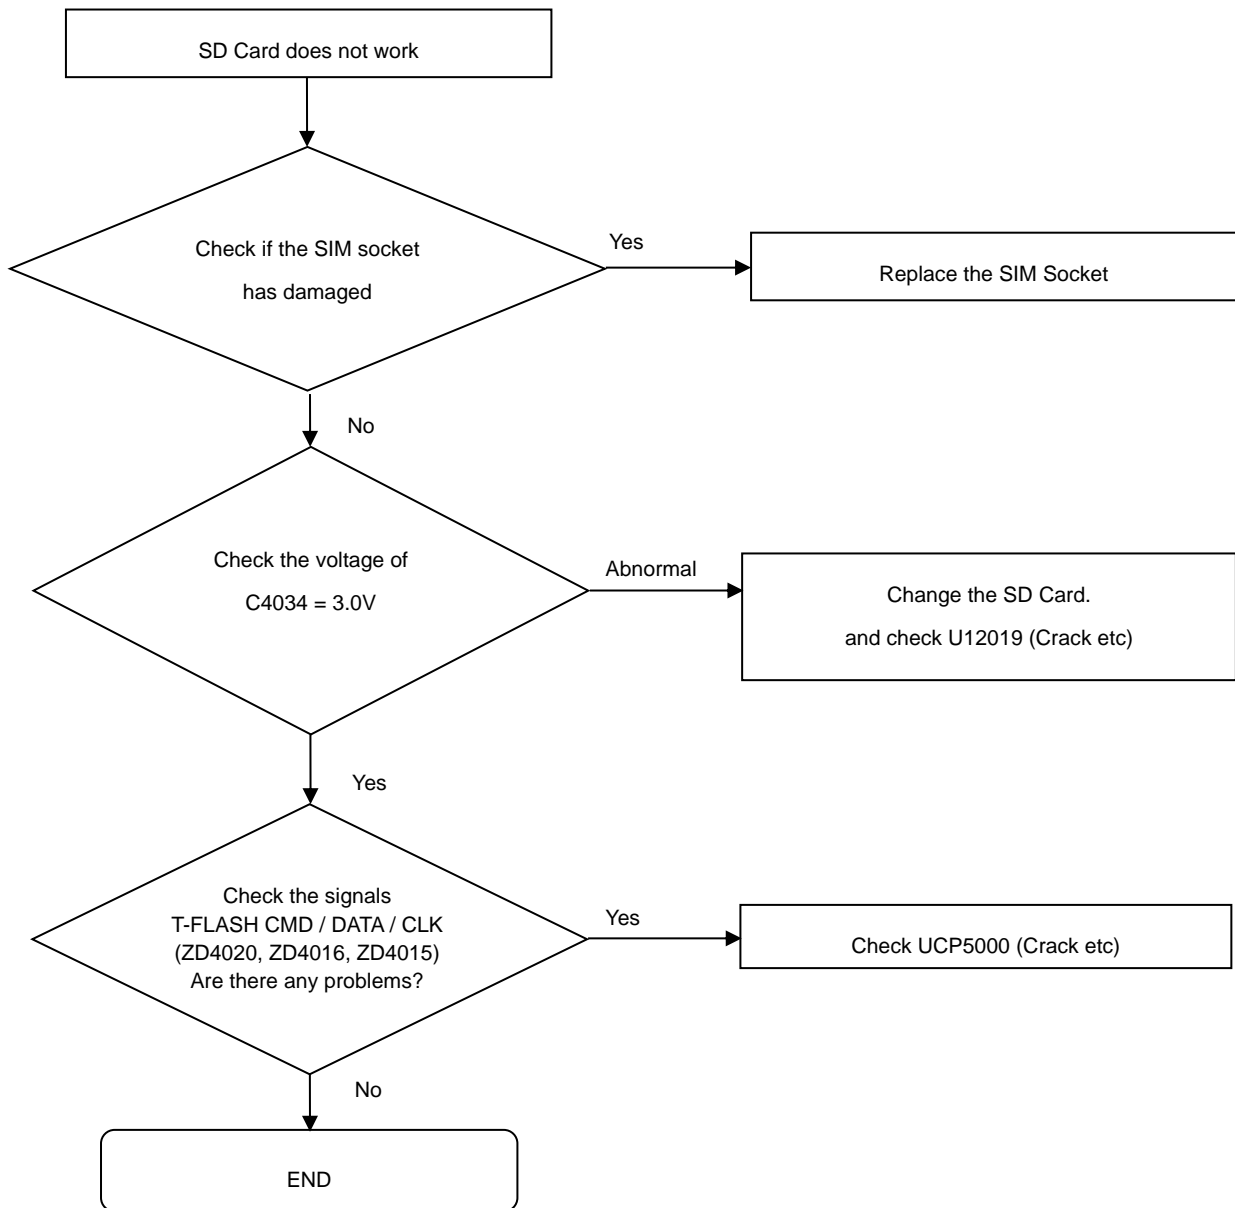 SD Card does not work
Check if the SIM socket
has damaged
Yes
Replace the SIM Socket
No
Check the voltage of
C4034 = 3.0V
Abnormal
Change the SD Card.
and check U12019 (Crack etc)
Yes
Check the signals
T-FLASH CMD / DATA / CLK
(ZD4020, ZD4016, ZD4015)
Are there any problems?
Yes
Check UCP5000 (Crack etc)
No
END